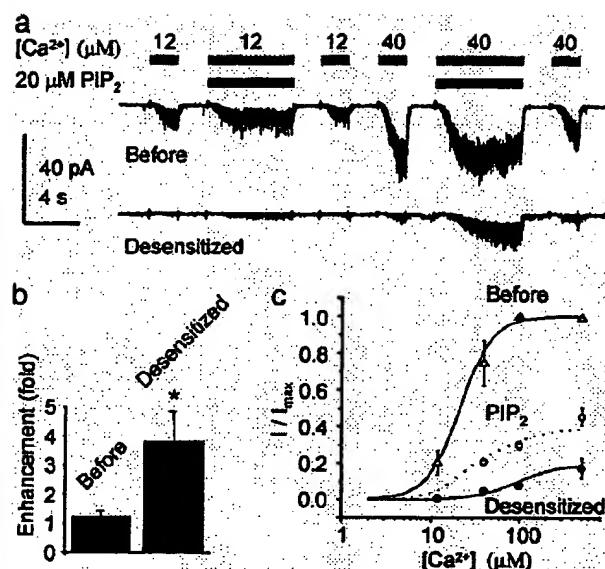 a
[Ca²⁺] (μM) 12 12 12 40 40 40
20 μM PIP₂
Before
40 pA
4 s
Desensitized
b
Enhancement (fold)
5
4
3
2
1
0
Before
Desensitized
*
c
I / Imax
1.0
0.8
0.6
0.4
0.2
0.0
Before
PIP₂
Desensitized
1 10 100
[Ca²⁺] (μM)